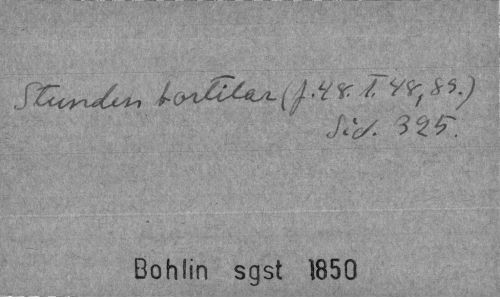 Stunden bortilar (f. 48. T. 48, 89.)
Sid. 325.
Bohlin sgst 1850